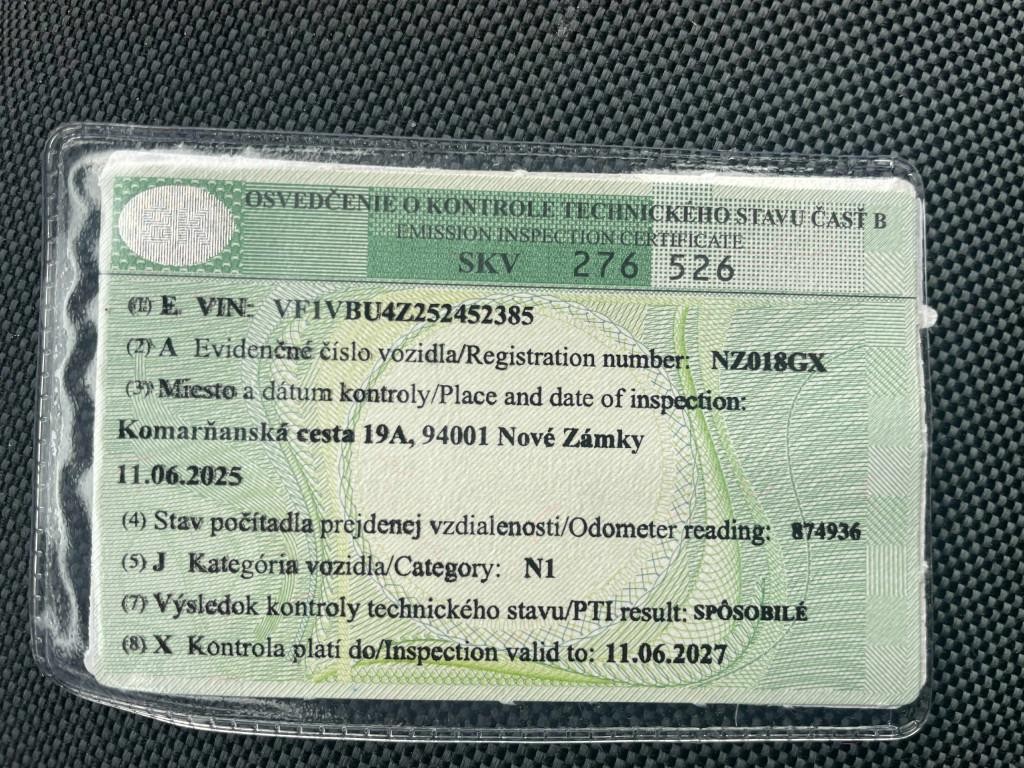 OSVEDČENIE O KONTROLE TECHNICKÉHO STAVU ČASŤ B
EMISSION INSPECTION CERTIFICATE
SKV 276 526
(1) E. VIN: VF1VBU4Z252452385
(2) A Evidenčné číslo vozidla/Registration number: NZ018GX
(3) Miesto a dátum kontroly/Place and date of inspection:
Komarňanská cesta 19A, 94001 Nové Zámky
11.06.2025
(4) Stav počítadla prejdenej vzdialenosti/Odometer reading: 874936
(5) J Kategória vozidla/Category: N1
(7) Výsledok kontroly technického stavu/PTI result: SPÔSOBILÉ
(8) X Kontrola platí do/Inspection valid to: 11.06.2027